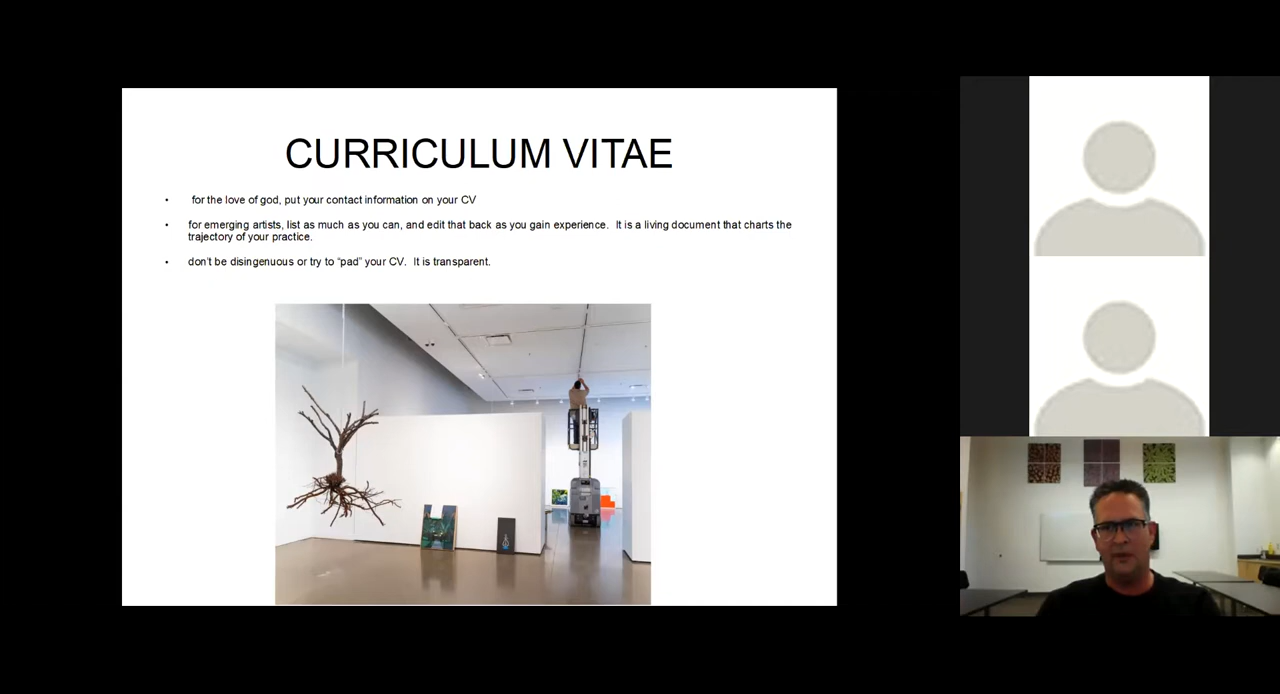 CURRICULUM VITAE
• for the love of god, put your contact information on your CV
• for emerging artists, list as much as you can, and edit that back as you gain experience.  It is a living document that charts the
trajectory of your practice.
• don't be disingenuous or try to “pad” your CV.  It is transparent.